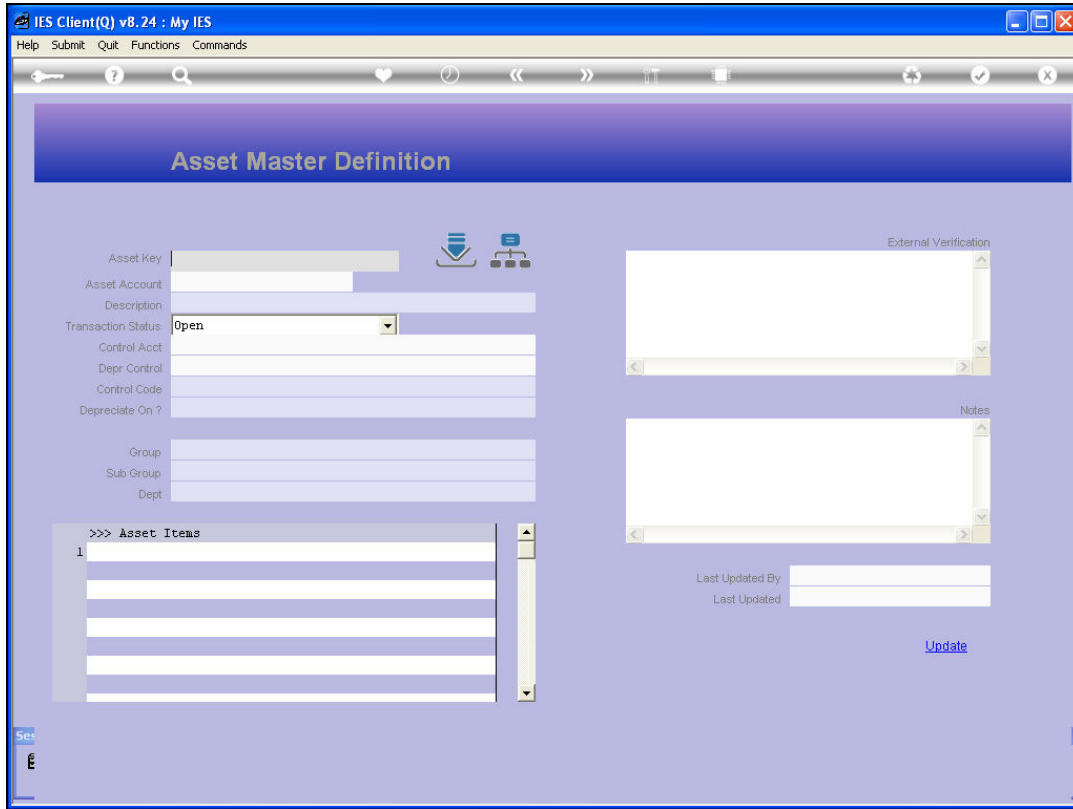 IES Client(Q) v8.24 : My IES
Help Submit Quit Functions Commands
Asset Master Definition
Asset Key
Asset Account
Description
Transaction Status Open
Control Acct
Depr Control
Control Code
Depreciate On ?
Group
Sub Group
Dept
>>> Asset Items
1
External Verification
Notes
Last Updated By
Last Updated
Update
Ses